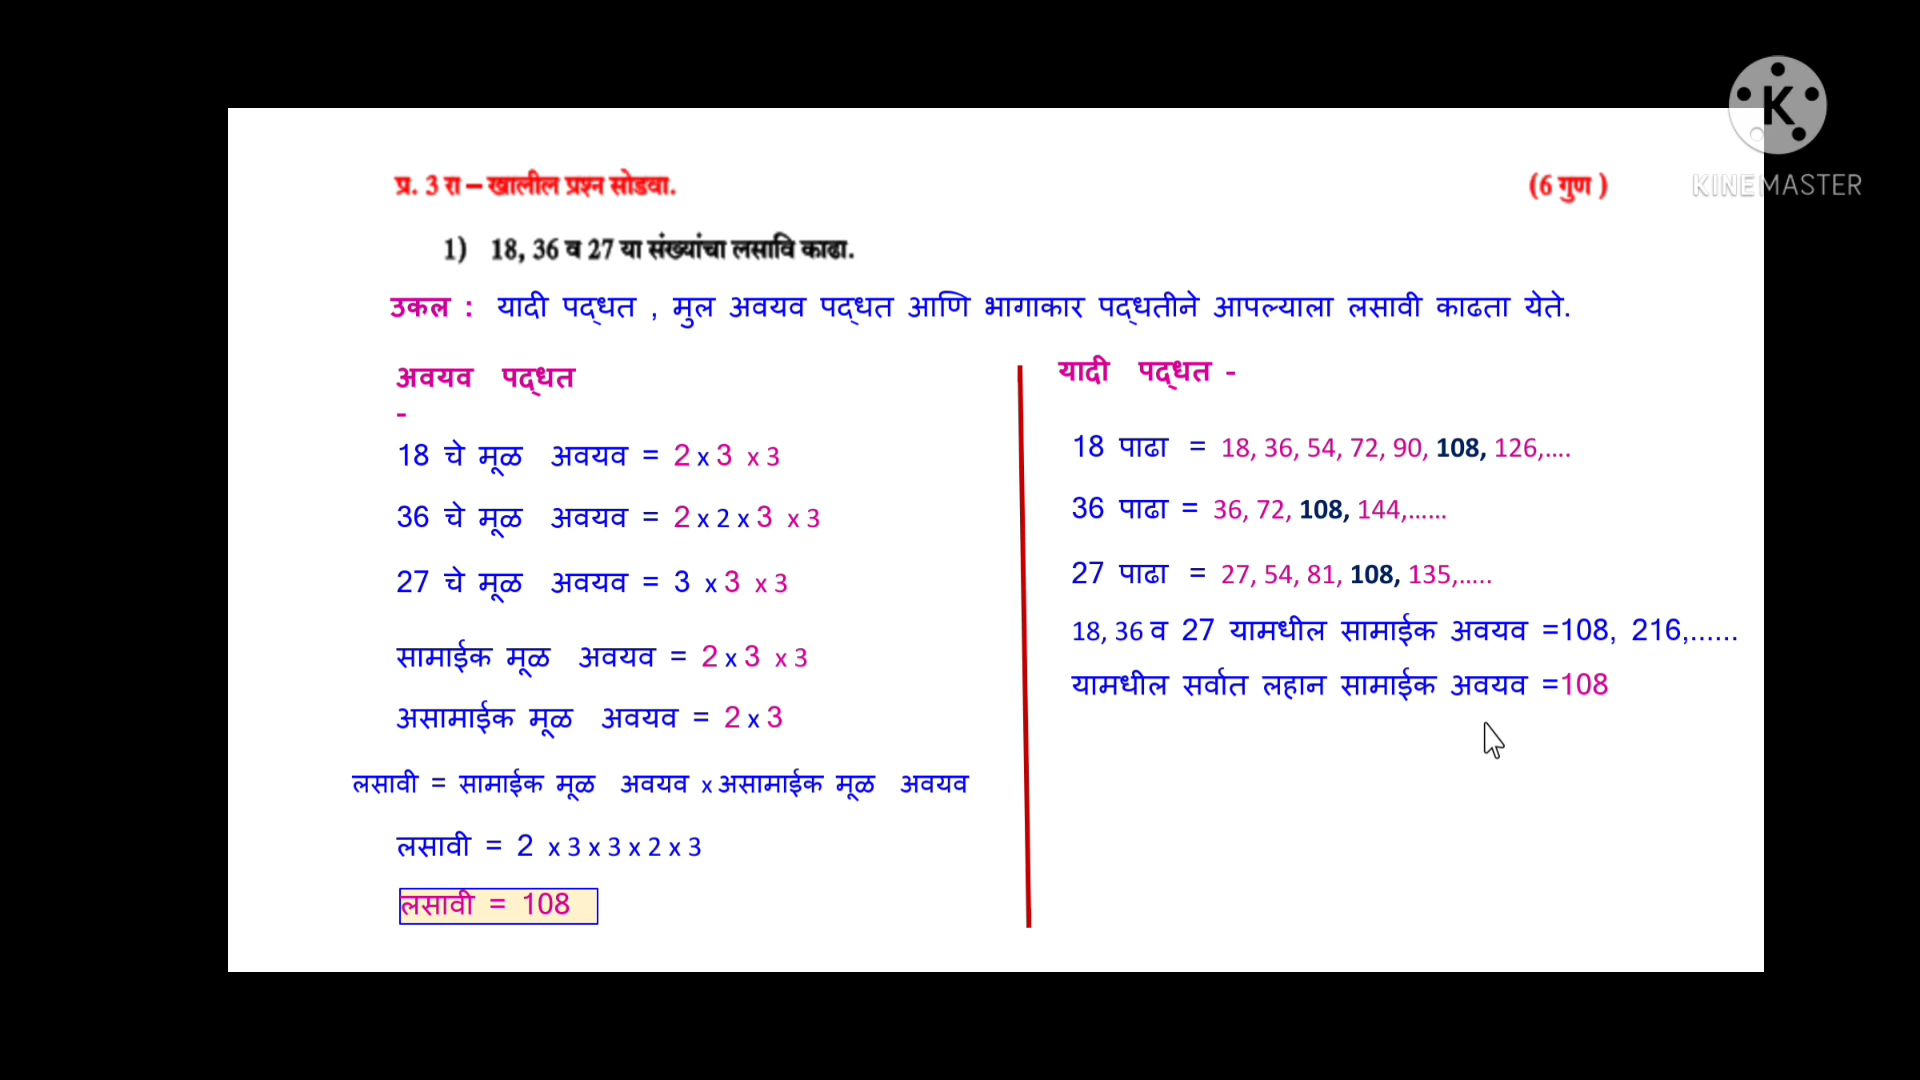 KINEMASTER
प्र. 3 रा – खालील प्रश्न सोडवा. (6 गुण )
1) 18, 36 व 27 या संख्यांचा लसावि काढा.
उकल : यादी पद्धत , मुल अवयव पद्धत आणि भागाकार पद्धतीने आपल्याला लसावी काढता येते.
अवयव पद्धत
-
18 चे मूळ अवयव = 2 x 3 x 3
36 चे मूळ अवयव = 2 x 2 x 3 x 3
27 चे मूळ अवयव = 3 x 3 x 3
सामाईक मूळ अवयव = 2 x 3 x 3
असामाईक मूळ अवयव = 2 x 3
लसावी = सामाईक मूळ अवयव x असामाईक मूळ अवयव
लसावी = 2 x 3 x 3 x 2 x 3
लसावी = 108
यादी पद्धत -
18 पाढा = 18, 36, 54, 72, 90, 108, 126,....
36 पाढा = 36, 72, 108, 144,......
27 पाढा = 27, 54, 81, 108, 135,.....
18, 36 व 27 यामधील सामाईक अवयव =108, 216,......
यामधील सर्वात लहान सामाईक अवयव =108